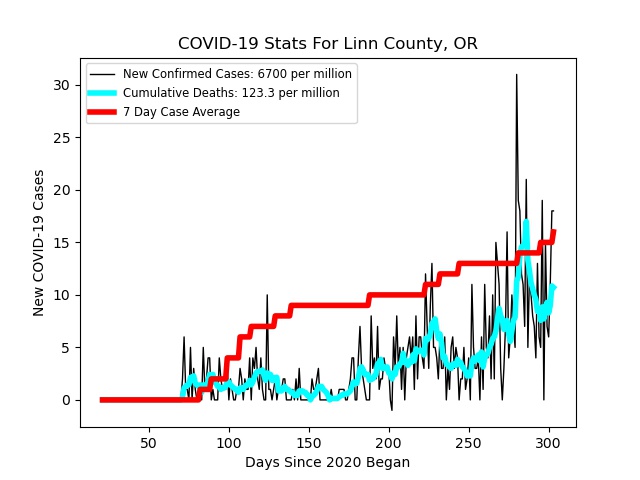 COVID-19 Stats For Linn County, OR
New Confirmed Cases: 6700 per million
Cumulative Deaths: 123.3 per million
7 Day Case Average
New COVID-19 Cases
30
25
20
15
10
5
0
50 100 150 200 250 300
Days Since 2020 Began